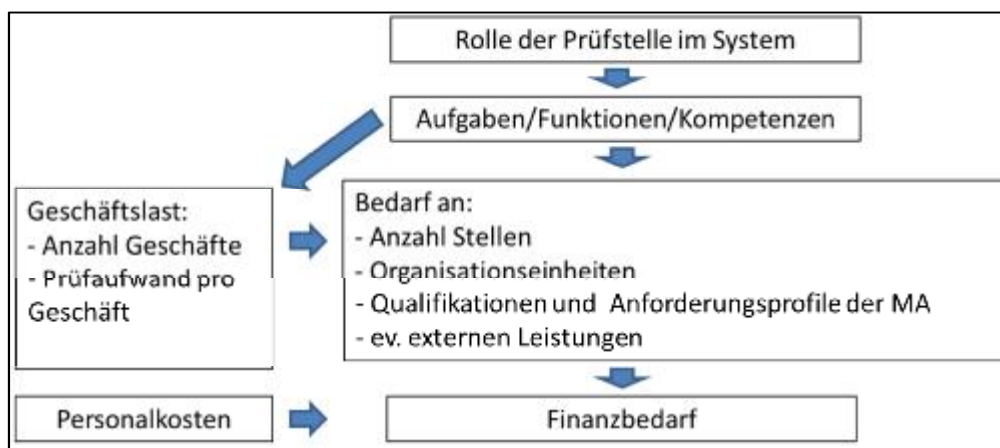 Rolle der Prüfstelle im System
Aufgaben/Funktionen/Kompetenzen
Geschäftslast:
- Anzahl Geschäfte
- Prüfaufwand pro
Geschäft
Bedarf an:
- Anzahl Stellen
- Organisationseinheiten
- Qualifikationen und Anforderungsprofile der MA
- ev. externen Leistungen
Personalkosten
Finanzbedarf